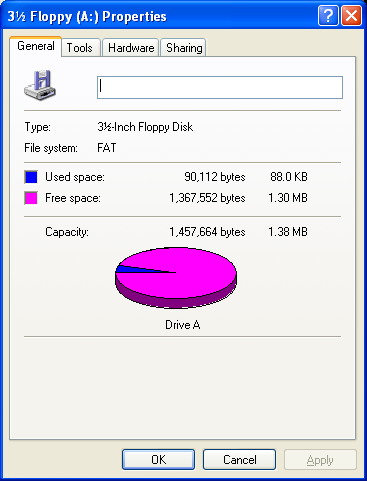 3½ Floppy (A:) Properties
General Tools Hardware Sharing
Type: 3½-Inch Floppy Disk
File system: FAT
Used space: 90,112 bytes 88.0 KB
Free space: 1,367,552 bytes 1.30 MB
Capacity: 1,457,664 bytes 1.38 MB
Drive A
OK Cancel Apply